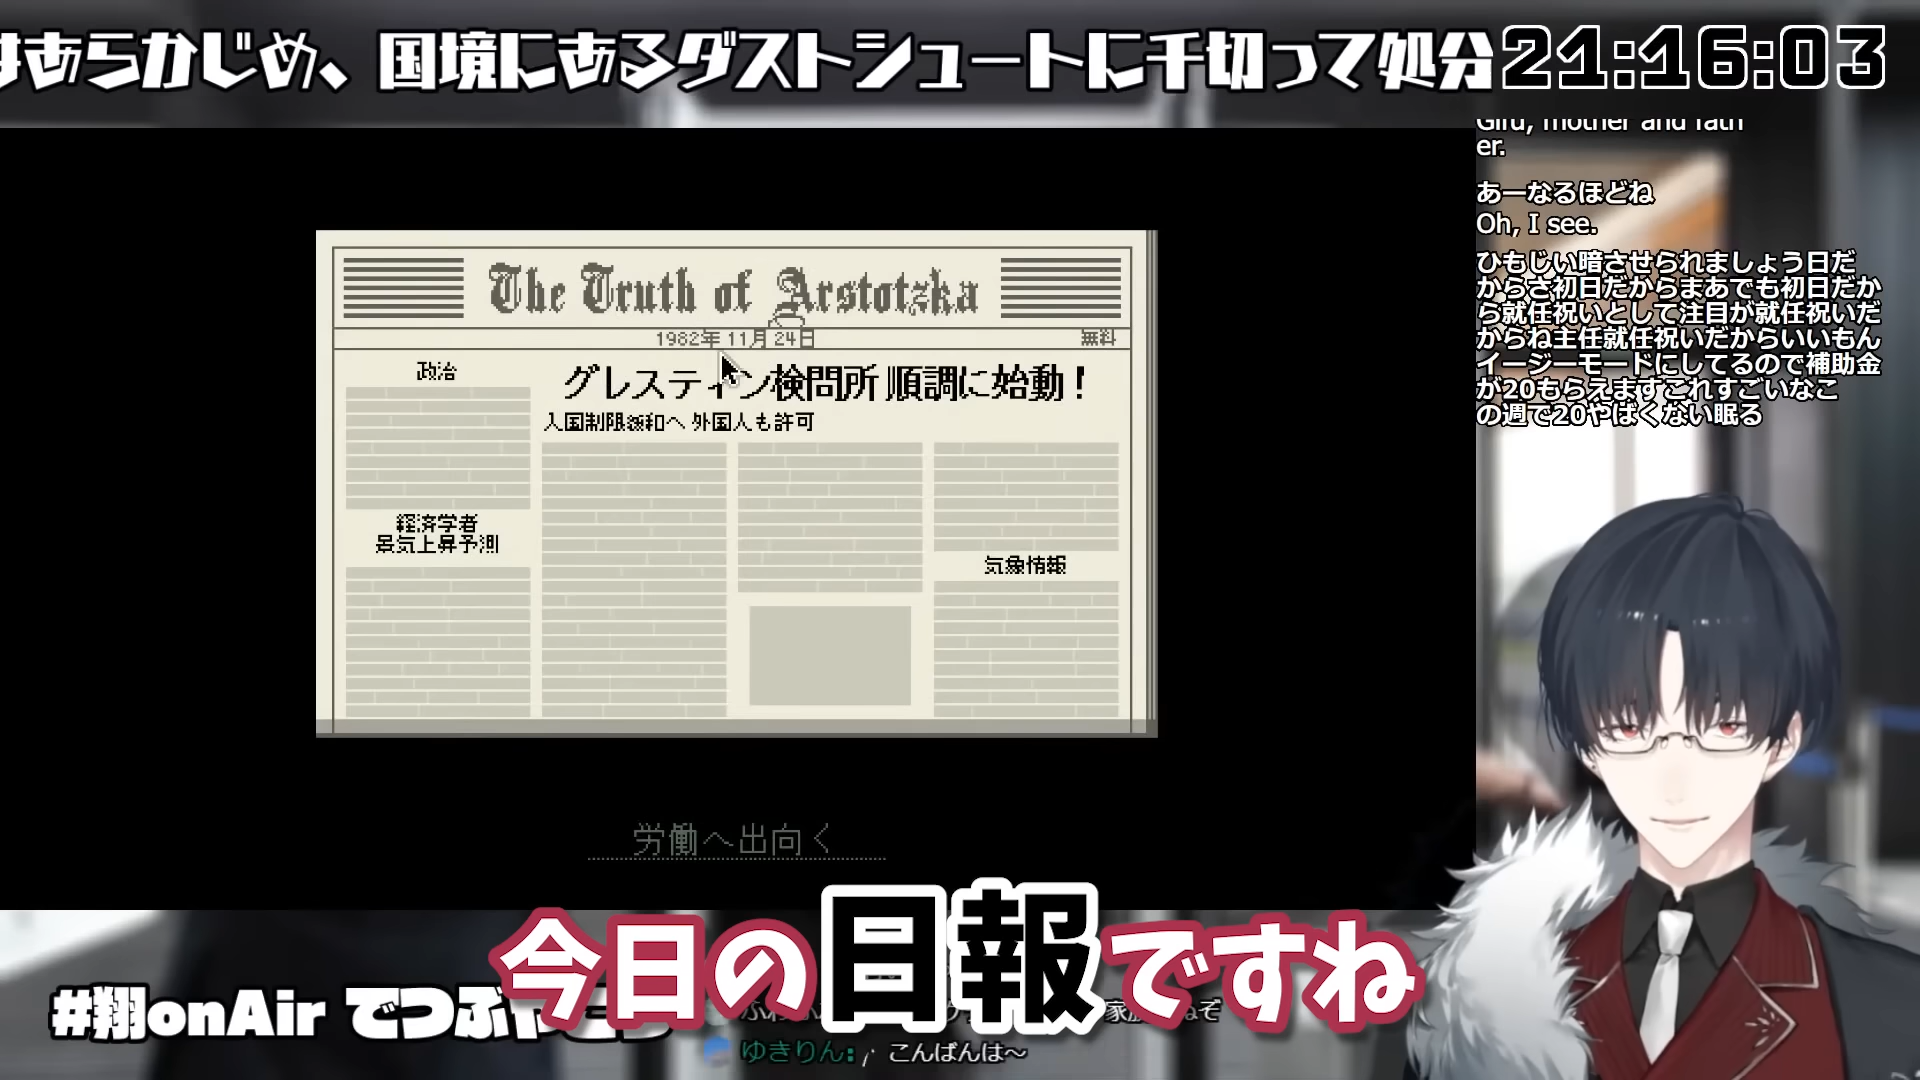 はあらかじめ、国境にあるダストシュートに千切って処分
21:16:03
Giru, mother and fath
er.
あーなるほどね
Oh, I see.
ひもじい暗させられましょう日だ
からさ初日だからまあでも初日だか
ら就任祝いとして注目が就任祝いだ
からね主任就任祝いだからいいもん
イージーモードにしてるので補助金
が20もらえますこれすごいなこ
の週で20やばくない眠る
The Truth of Arstotzka
1982年 11月 24日
無料
政治
グレスティン検問所 順調に始動!
入国制限緩和へ 外国人も許可
経済学者
景気上昇予測
気象情報
労働へ出向く
今日の日報ですね
#翔onAir でつぶや
ゆきりん: こんばんは～